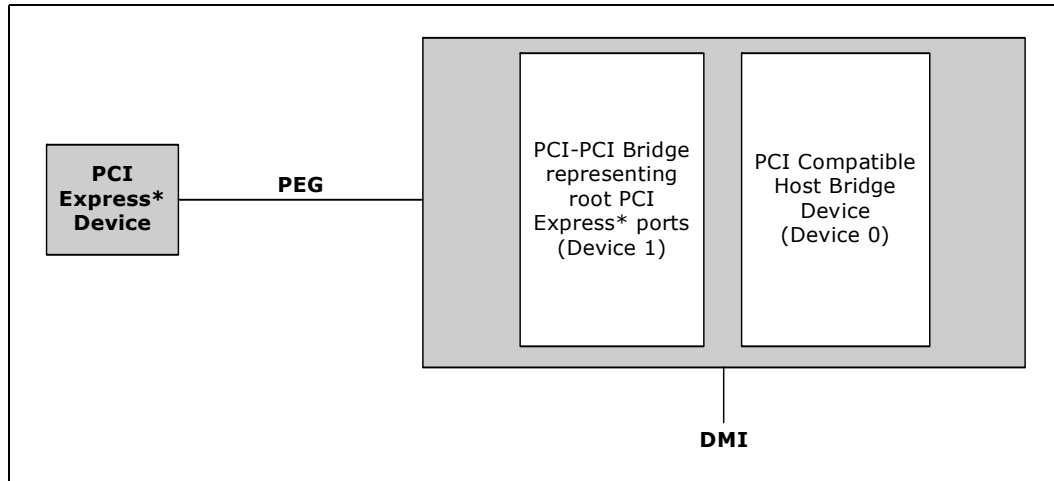 PCI
Express*
Device
PEG
PCI-PCI Bridge
representing
root PCI
Express* ports
(Device 1)
PCI Compatible
Host Bridge
Device
(Device 0)
DMI